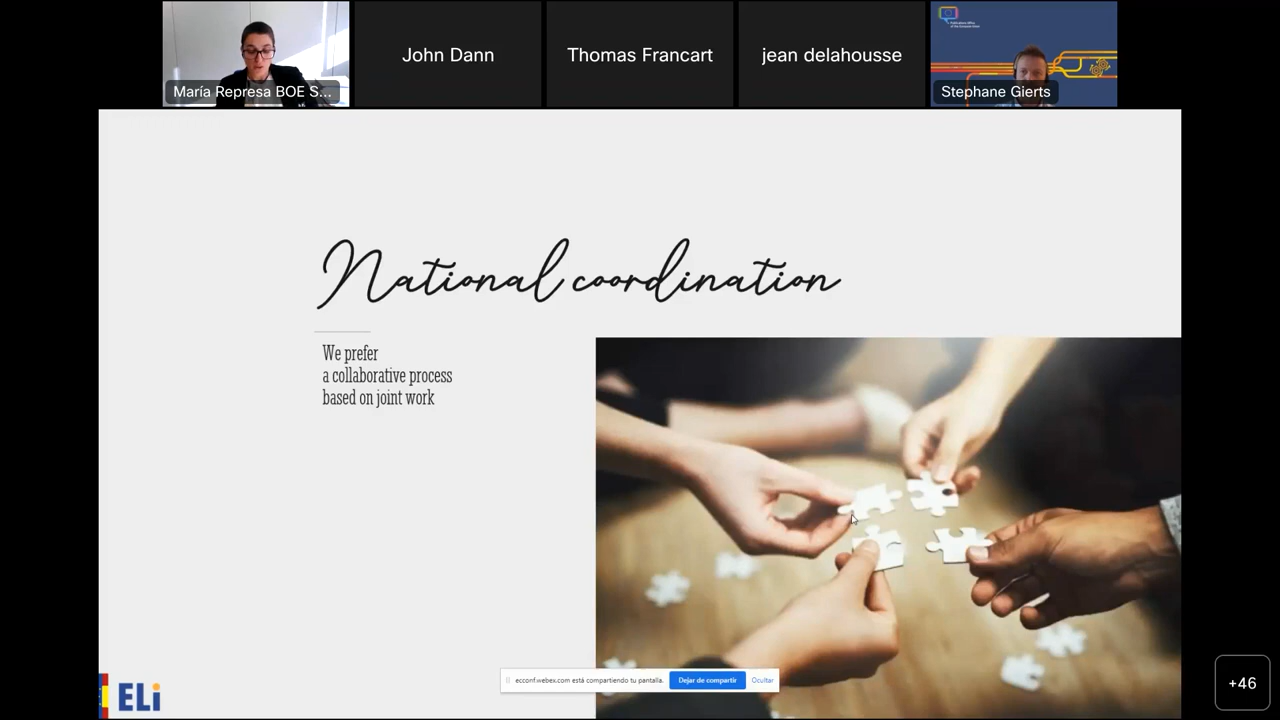 María Represa BOE S...
John Dann
Thomas Francart
jean delahousse
Stephane Gierts
National coordination
We prefer
a collaborative process
based on joint work
ELi
ecconf.webex.com está compartiendo tu pantalla.
Dejar de compartir
Ocultar
+46